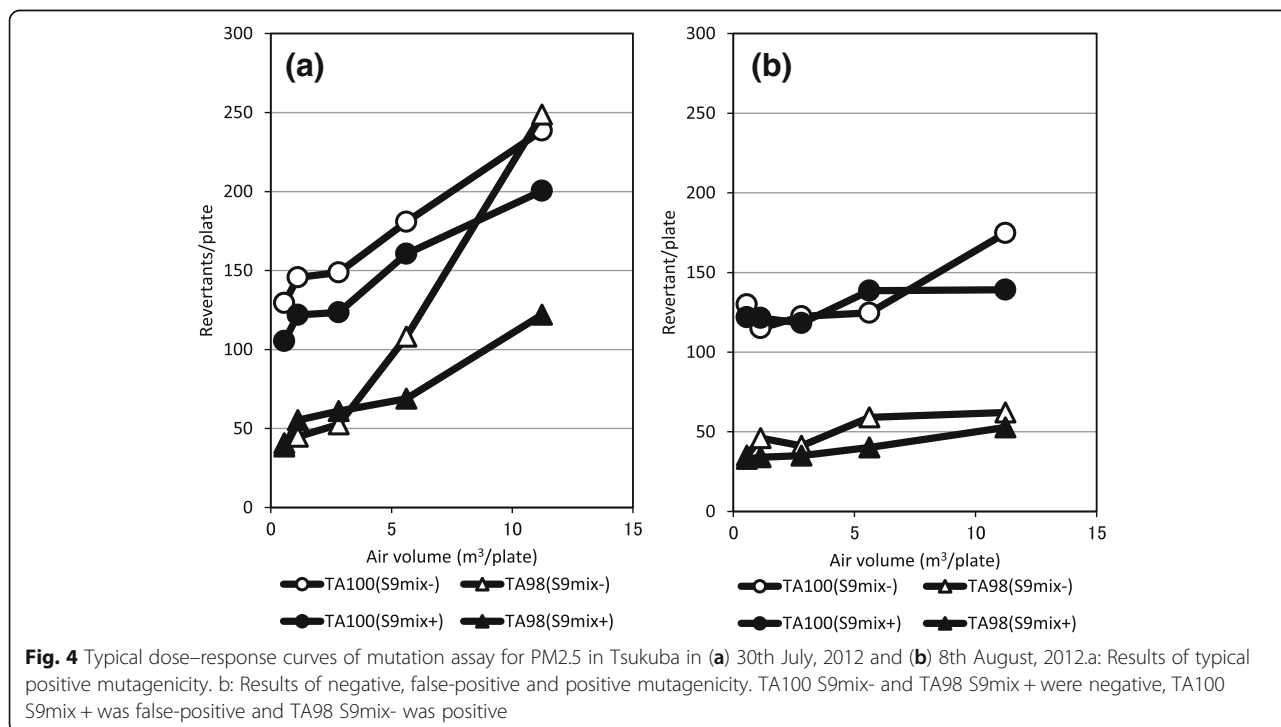 (a)
300
250
200
150
100
50
0
Revertants/plate
0 5 10 15
Air volume (m³/plate)
TA100(S9mix-) TA98(S9mix-)
TA100(S9mix+) TA98(S9mix+)
(b)
300
250
200
150
100
50
0
Revertant/plate
0 5 10 15
Air volume (m³/plate)
TA100(S9mix-) TA98(S9mix-)
TA100(S9mix+) TA98(S9mix+)
Fig. 4 Typical dose–response curves of mutation assay for PM2.5 in Tsukuba in (a) 30th July, 2012 and (b) 8th August, 2012.a: Results of typical
positive mutagenicity. b: Results of negative, false-positive and positive mutagenicity. TA100 S9mix- and TA98 S9mix + were negative, TA100
S9mix + was false-positive and TA98 S9mix- was positive